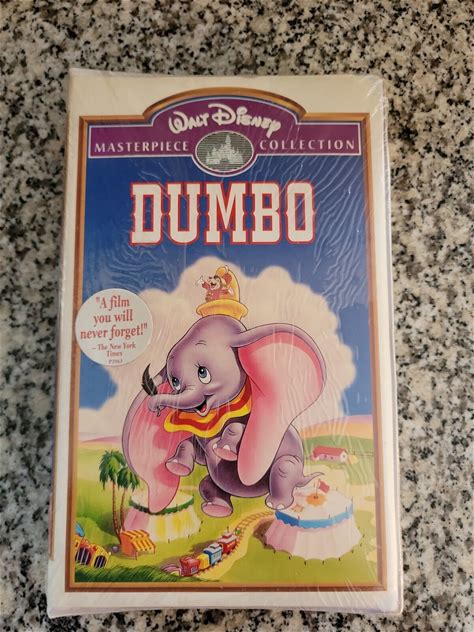 WALT DISNEY
MASTERPIECE COLLECTION
DUMBO
"A film
you will
never forget!"
– The New York
Times